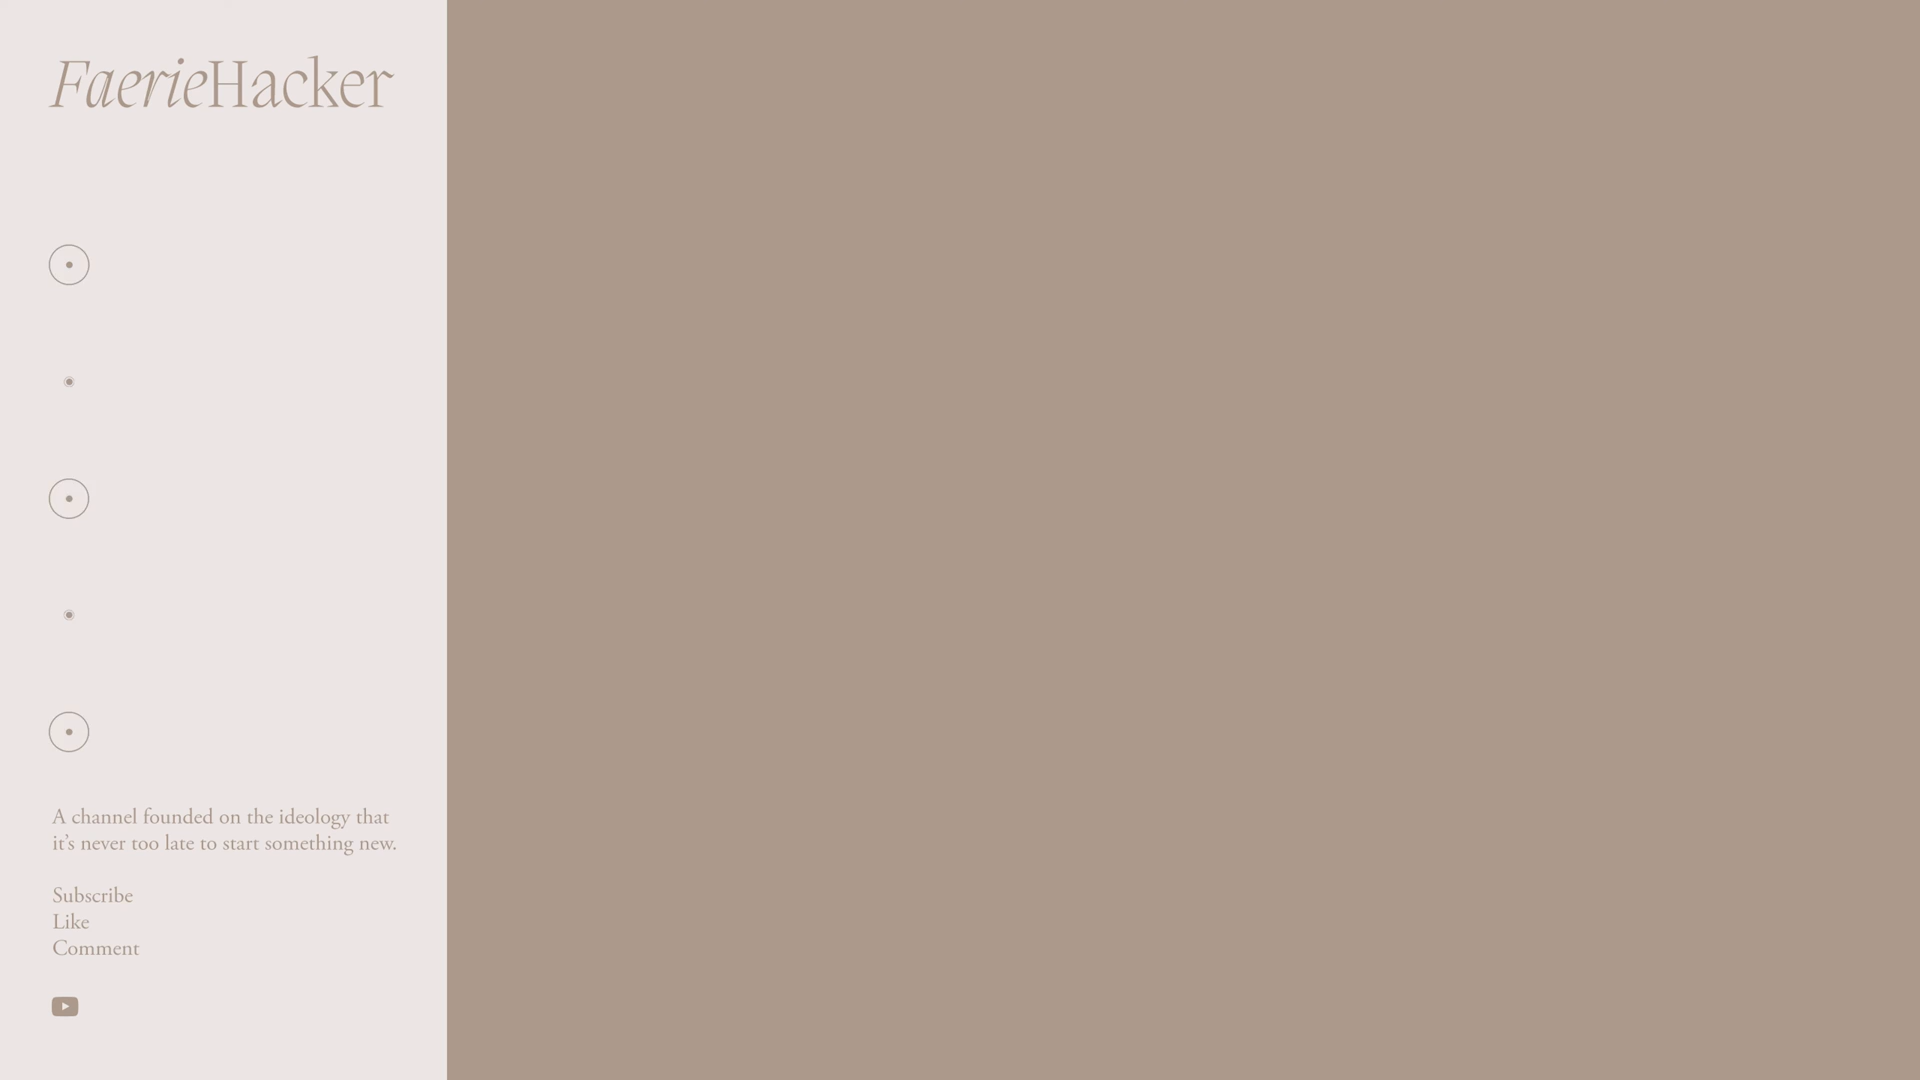 FaerieHacker
A channel founded on the ideology that
it’s never too late to start something new.
Subscribe
Like
Comment